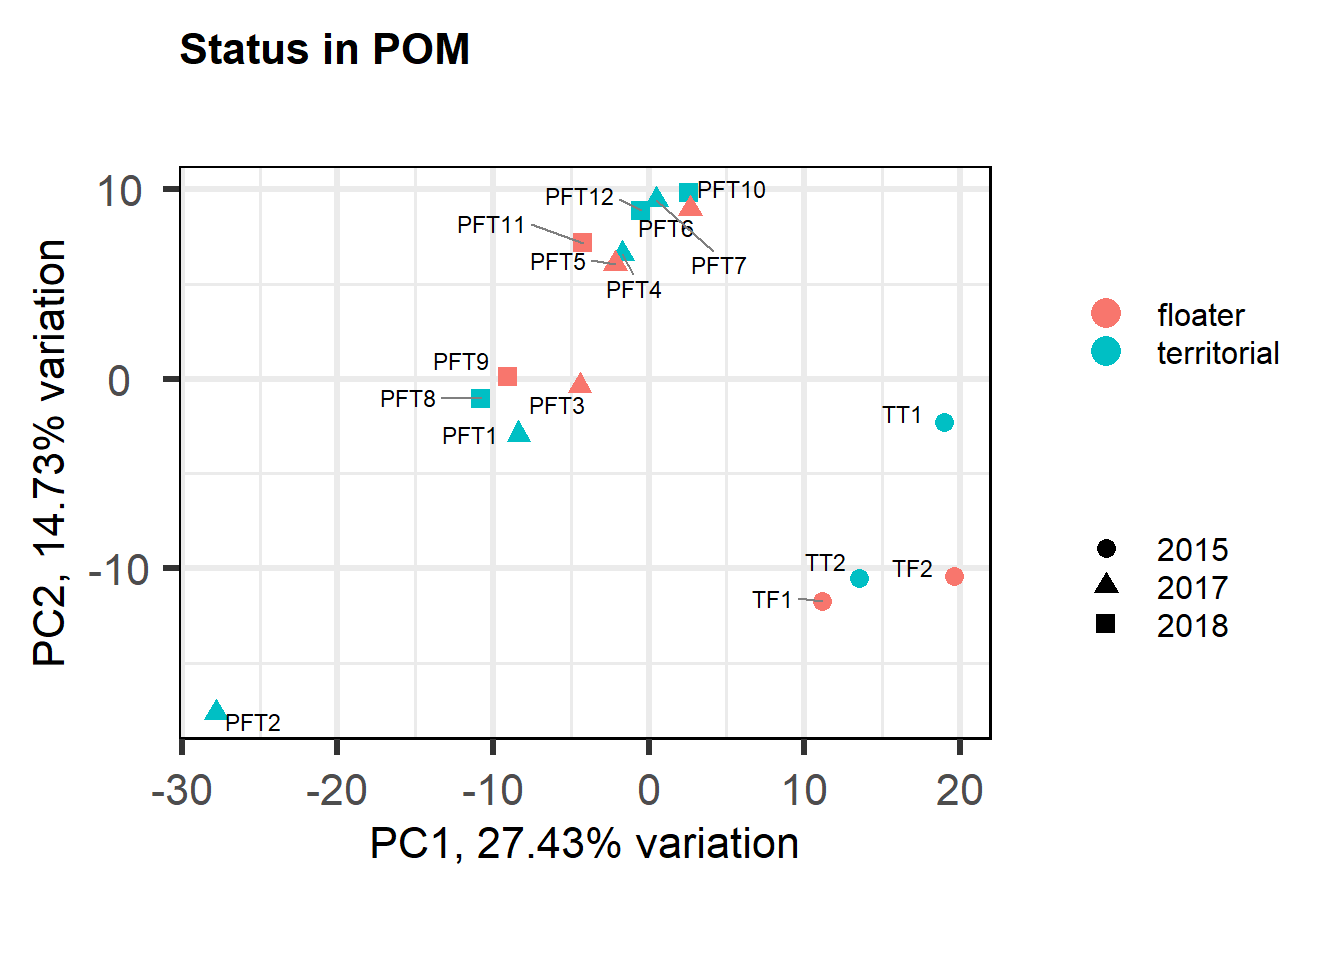 Status in POM
10
0
-10
PC2, 14.73% variation
PFT12
PFT10
PFT11
PFT6
PFT5
PFT7
PFT4
PFT9
PFT8
PFT3
PFT1
TT1
TT2
TF2
TF1
PFT2
-30
-20
-10
0
10
20
PC1, 27.43% variation
floater
territorial
2015
2017
2018